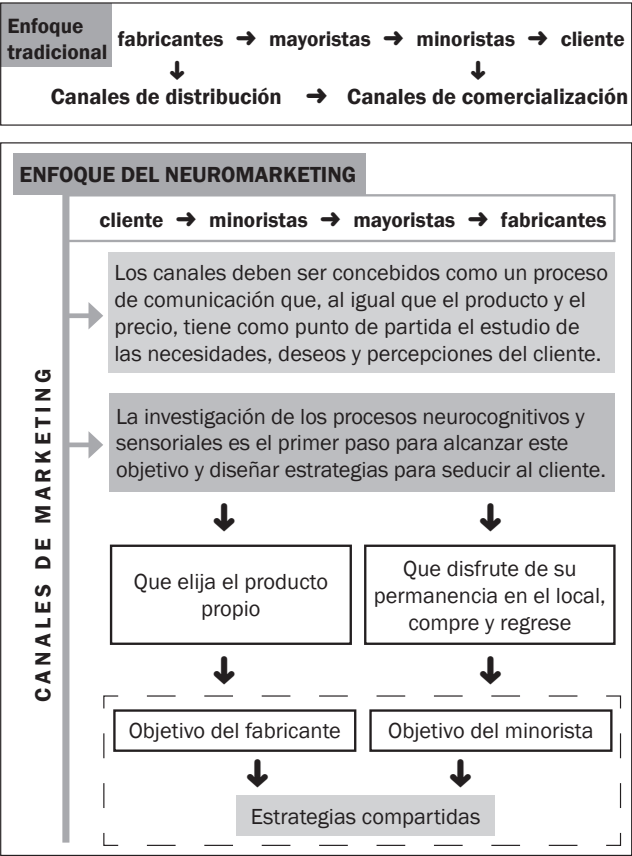 Enfoque
tradicional
fabricantes → mayoristas → minoristas → cliente
Canales de distribución → Canales de comercialización
ENFOQUE DEL NEUROMARKETING
cliente → minoristas → mayoristas → fabricantes
CANALES DE MARKETING
Los canales deben ser concebidos como un proceso
de comunicación que, al igual que el producto y el
precio, tiene como punto de partida el estudio de
las necesidades, deseos y percepciones del cliente.
La investigación de los procesos neurocognitivos y
sensoriales es el primer paso para alcanzar este
objetivo y diseñar estrategias para seducir al cliente.
Que elija el producto
propio
Que disfrute de su
permanencia en el local,
compre y regrese
Objetivo del fabricante
Objetivo del minorista
Estrategias compartidas